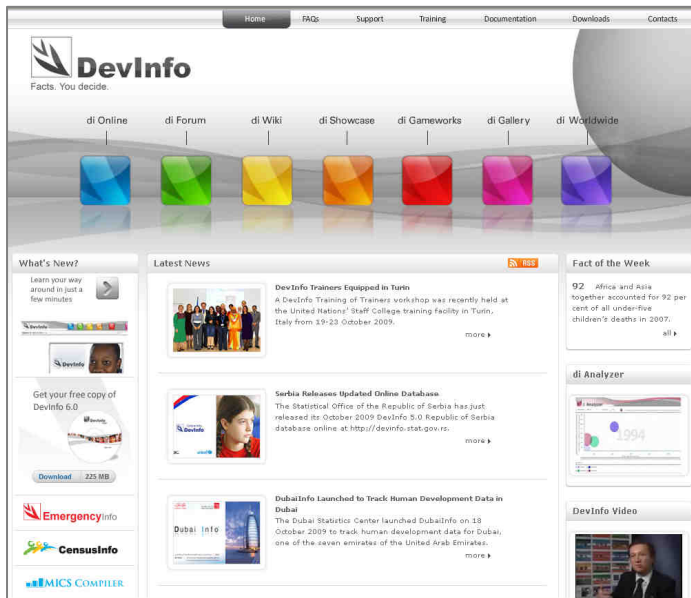 Home FAQs Support Training Documentation Downloads Contacts
DevInfo
Facts. You decide.
di Online di Forum di Wiki di Showcase di Gameworks di Gallery di Worldwide
What's New?
Learn your way
around in just a
few minutes
DevInfo
DevInfo
Get your free copy of
DevInfo 6.0
DevInfo
Download 225 MB
EmergencyInfo
CensusInfo
MICS COMPILER
Latest News
RSS
DevInfo Trainers Equipped in Turin
A DevInfo Training of Trainers workshop was recently held at
the United Nations' Staff College training facility in Turin,
Italy from 19-23 October 2009.
more
Serbia Releases Updated Online Database
The Statistical Office of the Republic of Serbia has just
released its October 2009 DevInfo 5.0 Republic of Serbia
database online at http://devinfo.stat.gov.rs.
more
DevInfo
unicef
DubaiInfo Launched to Track Human Development Data in
Dubai
The Dubai Statistics Center launched DubaiInfo on 18
October 2009 to track human development data for Dubai,
one of the seven emirates of the United Arab Emirates.
more
Dubai Info
Fact of the Week
92 Africa and Asia
together accounted for 92 per
cent of all under-five
children's deaths in 2007.
all
di Analyzer
1994
DevInfo Video